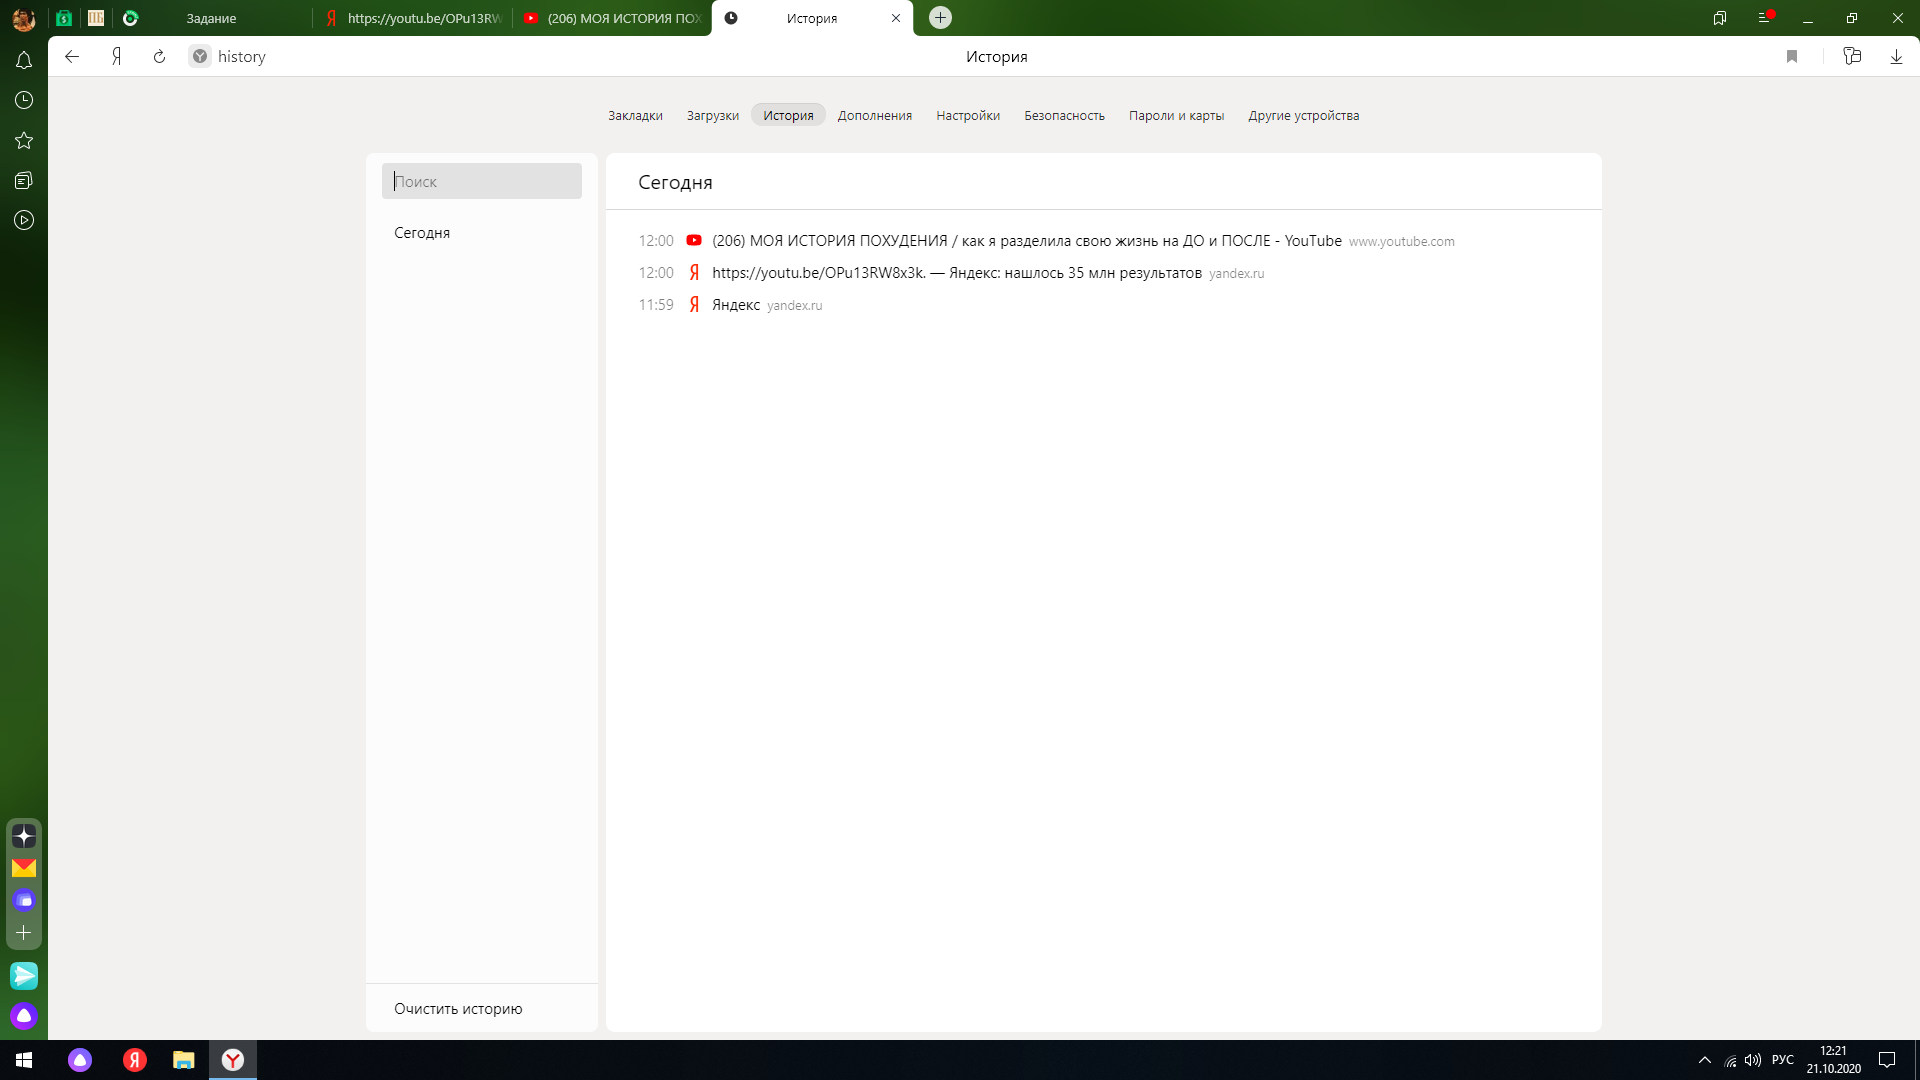 Задание
https://youtu.be/OPu13RW
(206) МОЯ ИСТОРИЯ ПОХ
История
history
История
Закладки
Загрузки
История
Дополнения
Настройки
Безопасность
Пароли и карты
Другие устройства
Поиск
Сегодня
Очистить историю
Сегодня
12:00 (206) МОЯ ИСТОРИЯ ПОХУДЕНИЯ / как я разделила свою жизнь на ДО и ПОСЛЕ - YouTube www.youtube.com
12:00 https://youtu.be/OPu13RW8x3k. — Яндекс: нашлось 35 млн результатов yandex.ru
11:59 Яндекс yandex.ru
РУС
12:21
21.10.2020